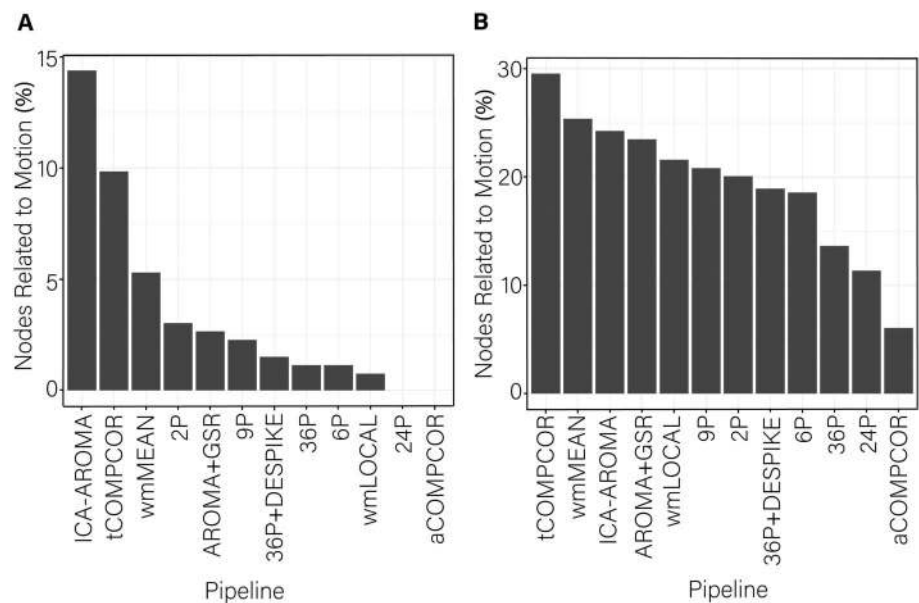 A
Nodes Related to Motion (%)
15
10
5
0
ICA-AROMA
tCOMPCOR
wmMEAN
2P
AROMA+GSR
9P
36P+DESPIKE
36P
6P
wmLOCAL
24P
aCOMPCOR
Pipeline
B
Nodes Related to Motion (%)
30
20
10
0
tCOMPCOR
wmMEAN
ICA-AROMA
AROMA+GSR
wmLOCAL
9P
2P
36P+DESPIKE
6P
36P
24P
aCOMPCOR
Pipeline